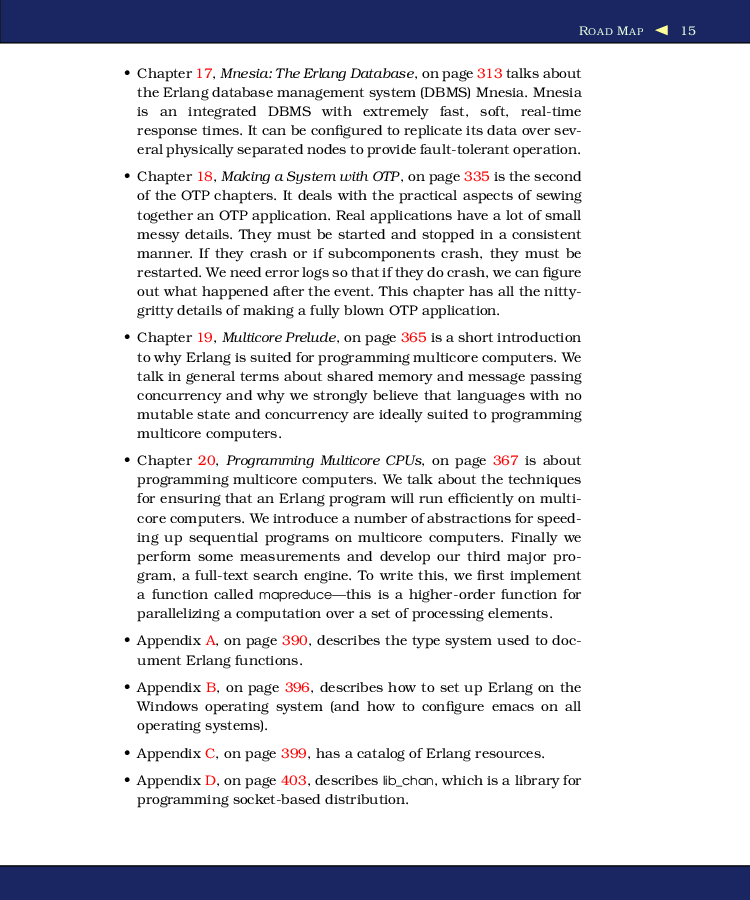 ROAD MAP ◀ 15
• Chapter 17, Mnesia: The Erlang Database, on page 313 talks about
the Erlang database management system (DBMS) Mnesia. Mnesia
is an integrated DBMS with extremely fast, soft, real-time
response times. It can be configured to replicate its data over sev-
eral physically separated nodes to provide fault-tolerant operation.
• Chapter 18, Making a System with OTP, on page 335 is the second
of the OTP chapters. It deals with the practical aspects of sewing
together an OTP application. Real applications have a lot of small
messy details. They must be started and stopped in a consistent
manner. If they crash or if subcomponents crash, they must be
restarted. We need error logs so that if they do crash, we can figure
out what happened after the event. This chapter has all the nitty-
gritty details of making a fully blown OTP application.
• Chapter 19, Multicore Prelude, on page 365 is a short introduction
to why Erlang is suited for programming multicore computers. We
talk in general terms about shared memory and message passing
concurrency and why we strongly believe that languages with no
mutable state and concurrency are ideally suited to programming
multicore computers.
• Chapter 20, Programming Multicore CPUs, on page 367 is about
programming multicore computers. We talk about the techniques
for ensuring that an Erlang program will run efficiently on multi-
core computers. We introduce a number of abstractions for speed-
ing up sequential programs on multicore computers. Finally we
perform some measurements and develop our third major pro-
gram, a full-text search engine. To write this, we first implement
a function called mapreduce—this is a higher-order function for
parallelizing a computation over a set of processing elements.
• Appendix A, on page 390, describes the type system used to doc-
ument Erlang functions.
• Appendix B, on page 396, describes how to set up Erlang on the
Windows operating system (and how to configure emacs on all
operating systems).
• Appendix C, on page 399, has a catalog of Erlang resources.
• Appendix D, on page 403, describes lib_chan, which is a library for
programming socket-based distribution.